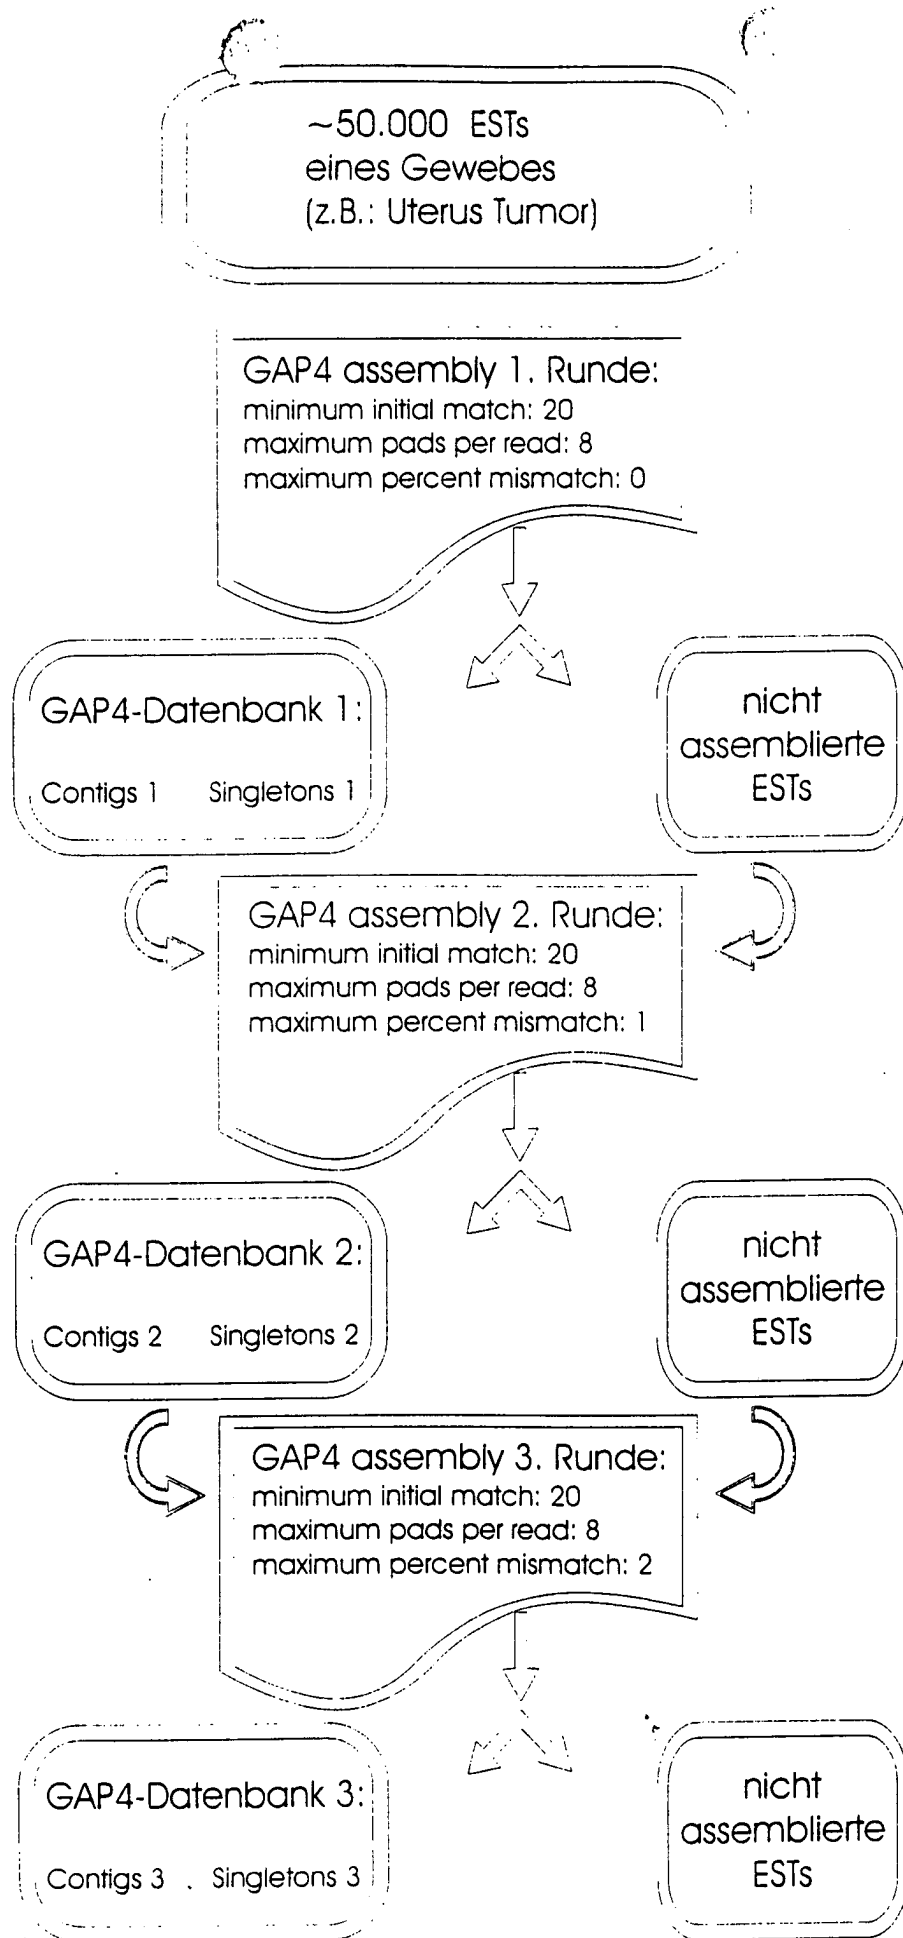 ~50.000 ESTs
eines Gewebes
(z.B.: Uterus Tumor)
GAP4 assembly 1. Runde:
minimum initial match: 20
maximum pads per read: 8
maximum percent mismatch: 0
GAP4-Datenbank 1:
Contigs 1 Singletons 1
nicht
assemblierte
ESTs
GAP4 assembly 2. Runde:
minimum initial match: 20
maximum pads per read: 8
maximum percent mismatch: 1
GAP4-Datenbank 2:
Contigs 2 Singletons 2
nicht
assemblierte
ESTs
GAP4 assembly 3. Runde:
minimum initial match: 20
maximum pads per read: 8
maximum percent mismatch: 2
GAP4-Datenbank 3:
Contigs 3 Singletons 3
nicht
assemblierte
ESTs